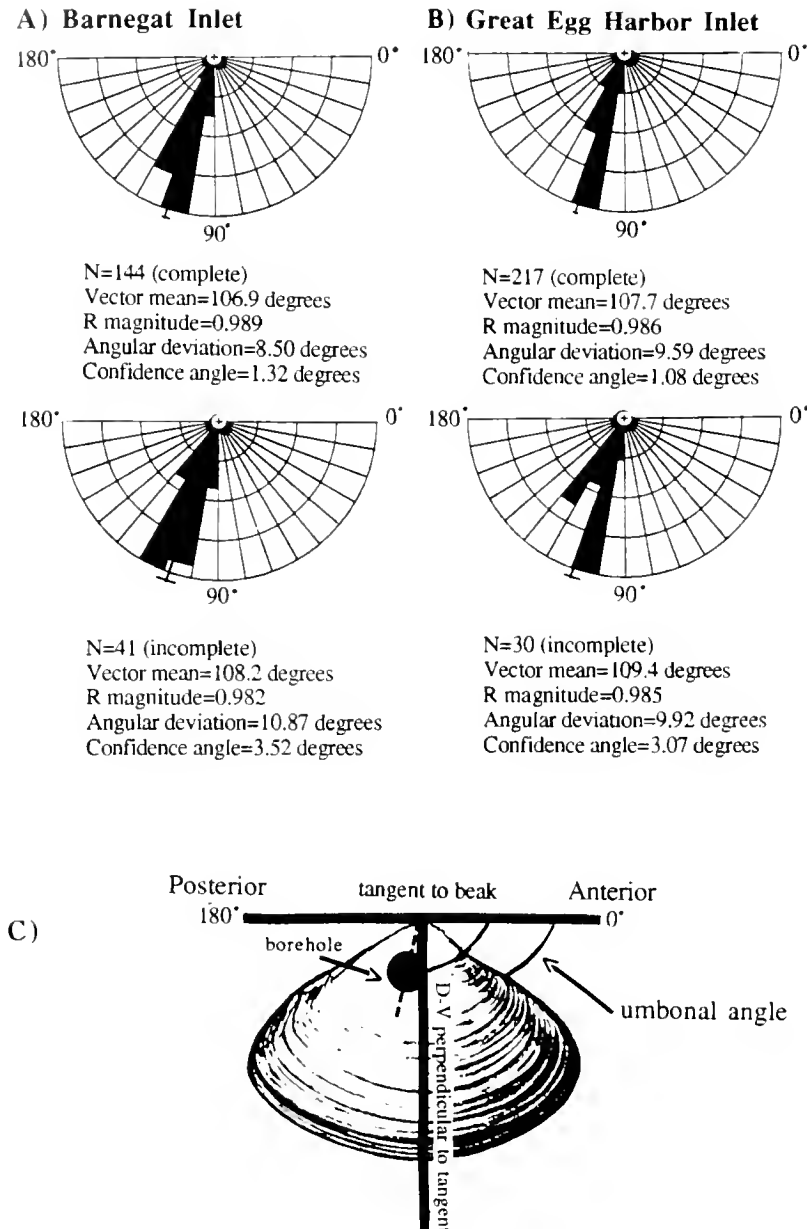 A) Barnegat Inlet
180°
0°
90°
N=144 (complete)
Vector mean=106.9 degrees
R magnitude=0.989
Angular deviation=8.50 degrees
Confidence angle=1.32 degrees
180°
0°
90°
N=41 (incomplete)
Vector mean=108.2 degrees
R magnitude=0.982
Angular deviation=10.87 degrees
Confidence angle=3.52 degrees
B) Great Egg Harbor Inlet
180°
0°
90°
N=217 (complete)
Vector mean=107.7 degrees
R magnitude=0.986
Angular deviation=9.59 degrees
Confidence angle=1.08 degrees
180°
0°
90°
N=30 (incomplete)
Vector mean=109.4 degrees
R magnitude=0.985
Angular deviation=9.92 degrees
Confidence angle=3.07 degrees
C)
Posterior
180°
tangent to beak
Anterior
0°
borehole
umbonal angle
D-V perpendicular to tangent